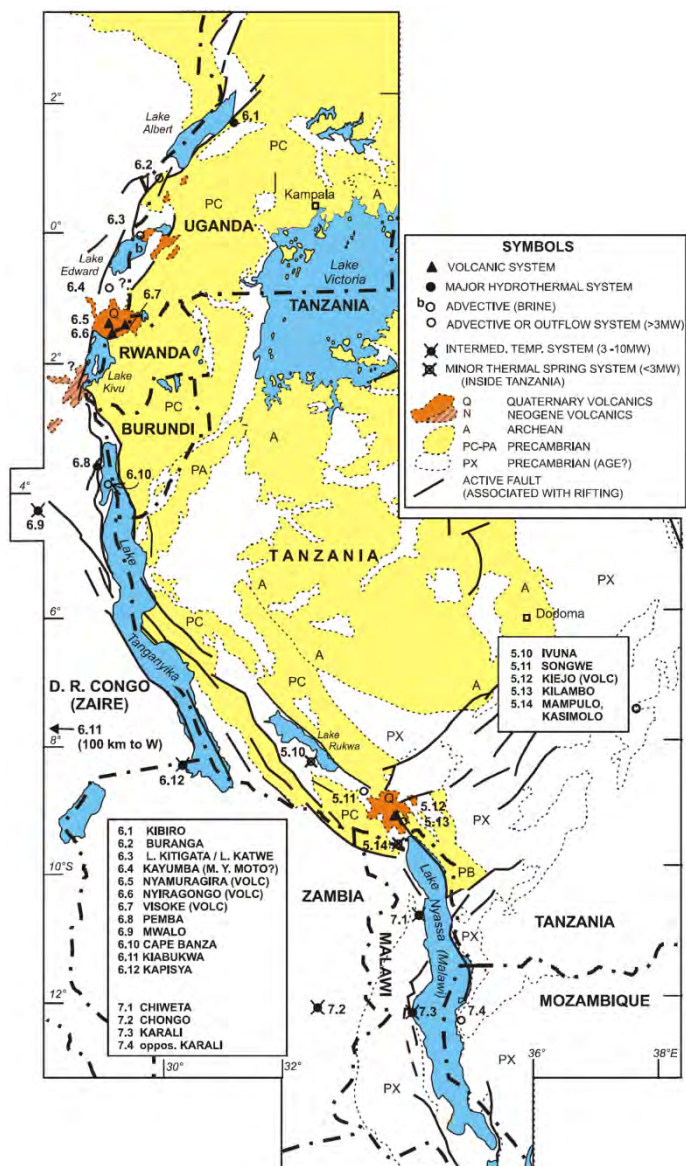 2°
Lake
Albert
6.1
6.2
PC
PC
A
Kampala
0°
6.3
UGANDA
b
Lake
Edward
Lake
Victoria
6.4
?
6.7
TANZANIA
Q
6.5
6.6
RWANDA
2°
?
Lake
Kivu
PC
BURUNDI
A
PA
6.8
6.10
4°
6.9
SYMBOLS
VOLCANIC SYSTEM
MAJOR HYDROTHERMAL SYSTEM
b ADVECTIVE (BRINE)
ADVECTIVE OR OUTFLOW SYSTEM (>3MW)
INTERMED. TEMP. SYSTEM (3 -10MW)
MINOR THERMAL SPRING SYSTEM (<3MW)
(INSIDE TANZANIA)
Q QUATERNARY VOLCANICS
N NEOGENE VOLCANICS
A ARCHEAN
PC-PA PRECAMBRIAN
PX PRECAMBRIAN (AGE?)
ACTIVE FAULT
(ASSOCIATED WITH RIFTING)
Lake
Tanganyika
TANZANIA
A
PX
A
Dodoma
6°
PC
A
PC
A
5.10 IVUNA
5.11 SONGWE
5.12 KIEJO (VOLC)
5.13 KILAMBO
5.14 MAMPULO,
KASIMOLO
D. R. CONGO
(ZAIRE)
6.11
(100 km to W)
8°
6.12
Lake
Rukwa
PX
5.10
5.11
Q
5.12
5.13
PC
PX
5.14
PB
10°S
6.1 KIBIRO
6.2 BURANGA
6.3 L. KITIGATA / L. KATWE
6.4 KAYUMBA (M. Y. MOTO?)
6.5 NYAMURAGIRA (VOLC)
6.6 NYIRAGONGO (VOLC)
6.7 VISOKE (VOLC)
6.8 PEMBA
6.9 MWALO
6.10 CAPE BANZA
6.11 KIABUKWA
6.12 KAPISYA
7.1 CHIWETA
7.2 CHONGO
7.3 KARALI
7.4 oppos. KARALI
ZAMBIA
MALAWI
Lake Nyassa (Malawi)
7.1
PX
TANZANIA
MOZAMBIQUE
12°
7.2
7.3
7.4
PX
PX
30°
32°
36°
38°E